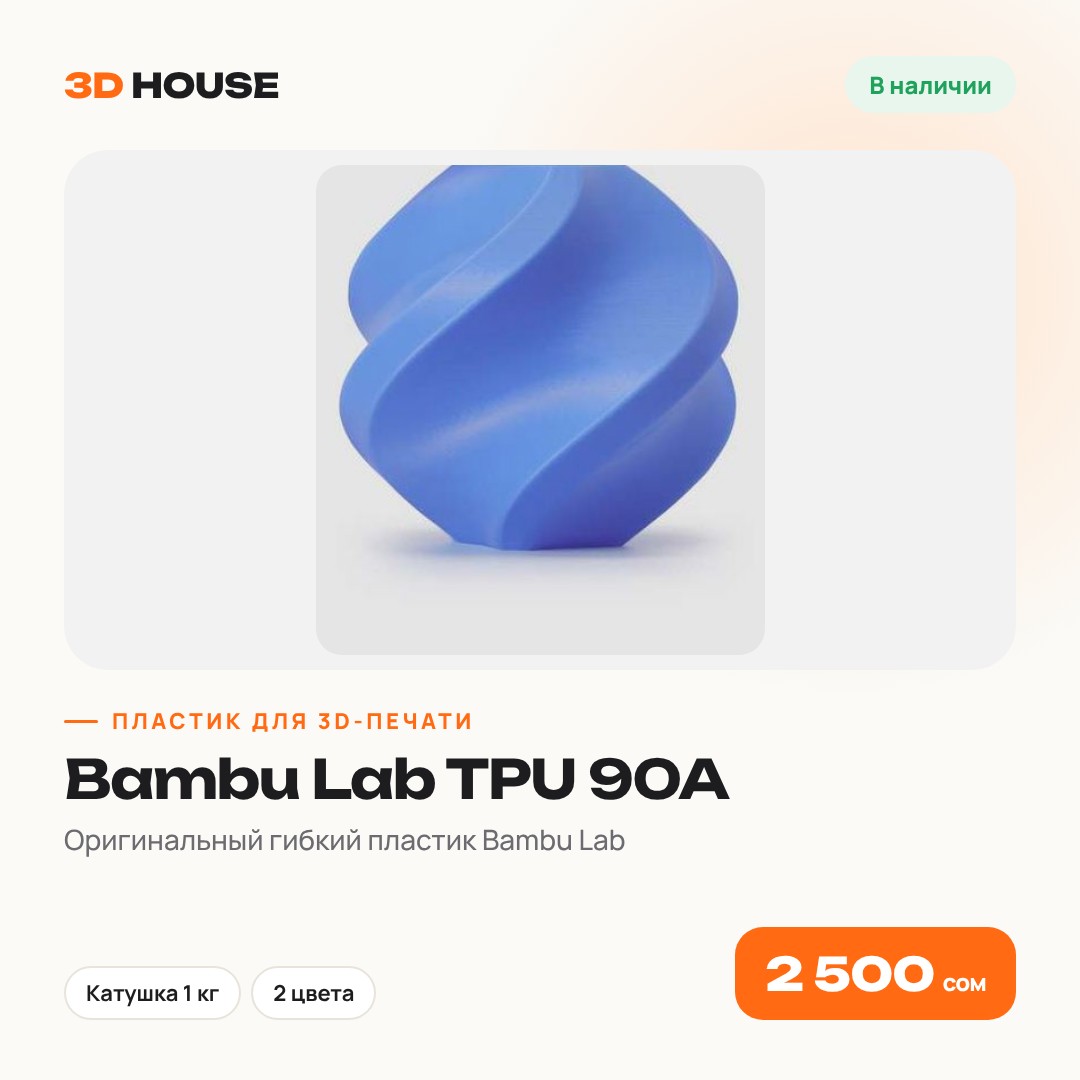 3D HOUSE
В наличии
ПЛАСТИК ДЛЯ 3D-ПЕЧАТИ
Bambu Lab TPU 90A
Оригинальный гибкий пластик Bambu Lab
Катушка 1 кг
2 цвета
2 500 сом